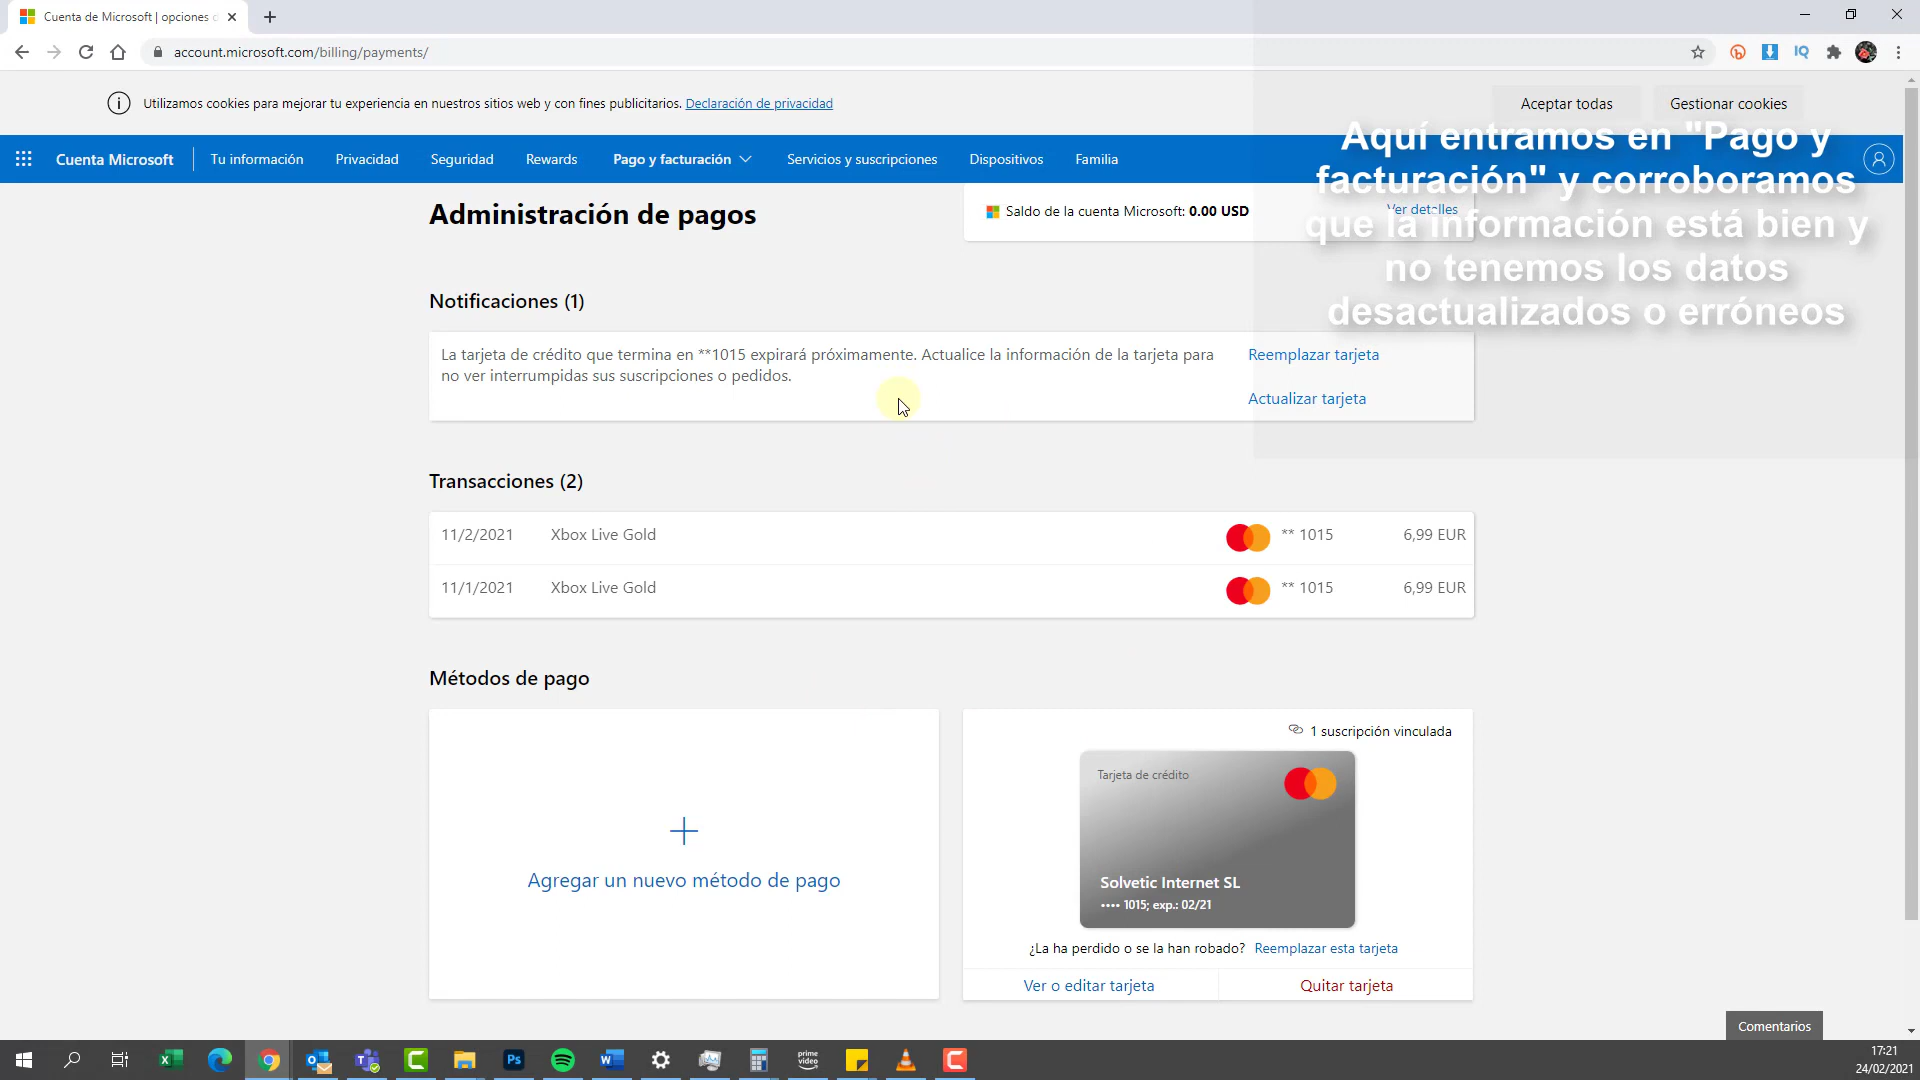 Cuenta de Microsoft | opciones d
account.microsoft.com/billing/payments/
Utilizamos cookies para mejorar tu experiencia en nuestros sitios web y con fines publicitarios. Declaración de privacidad
Aceptar todas
Gestionar cookies
Cuenta Microsoft
Tu información
Privacidad
Seguridad
Rewards
Pago y facturación
Servicios y suscripciones
Dispositivos
Familia
Aquí entramos en "Pago y
facturación" y corroboramos
que la información está bien y
no tenemos los datos
desactualizados o erróneos
Administración de pagos
Saldo de la cuenta Microsoft: 0.00 USD
Ver detalles
Notificaciones (1)
La tarjeta de crédito que termina en **1015 expirará próximamente. Actualice la información de la tarjeta para
no ver interrumpidas sus suscripciones o pedidos.
Reemplazar tarjeta
Actualizar tarjeta
Transacciones (2)
11/2/2021 Xbox Live Gold ** 1015 6,99 EUR
11/1/2021 Xbox Live Gold ** 1015 6,99 EUR
Métodos de pago
Agregar un nuevo método de pago
1 suscripción vinculada
Tarjeta de crédito
Solvetic Internet SL
•••• 1015; exp.: 02/21
¿La ha perdido o se la han robado? Reemplazar esta tarjeta
Ver o editar tarjeta
Quitar tarjeta
Comentarios
prime
video
17:21
24/02/2021